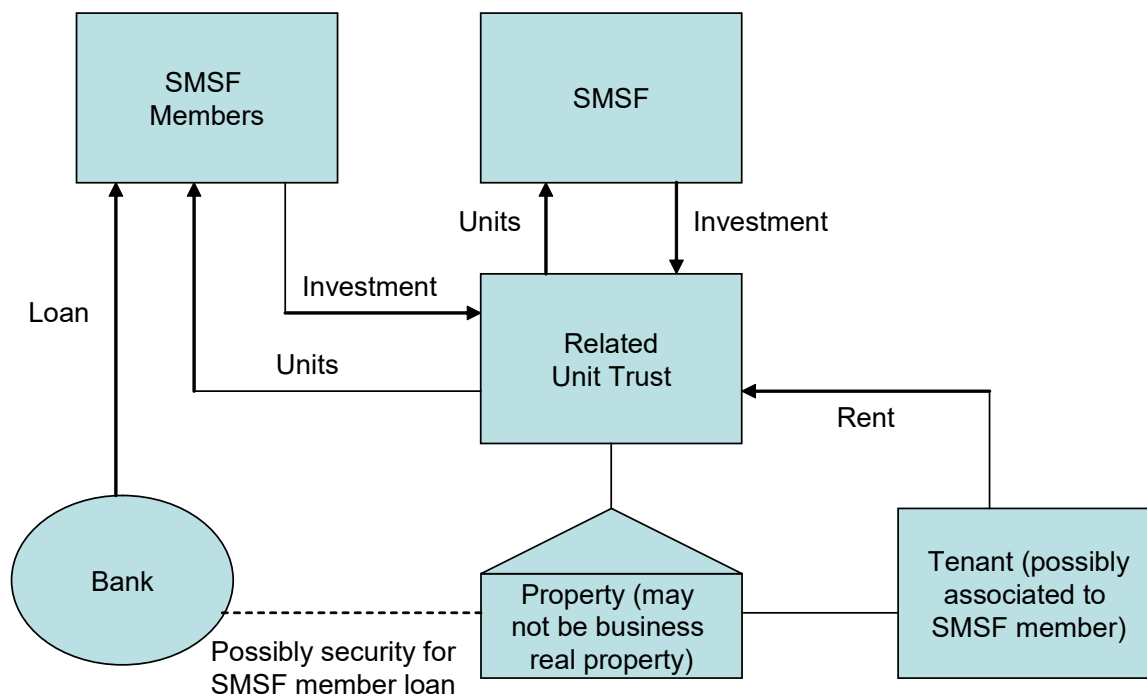 SMSF
Members
SMSF
Units
Investment
Loan
Investment
Units
Related
Unit Trust
Rent
Bank
Property (may
not be business
real property)
Tenant (possibly
associated to
SMSF member)
Possibly security for
SMSF member loan